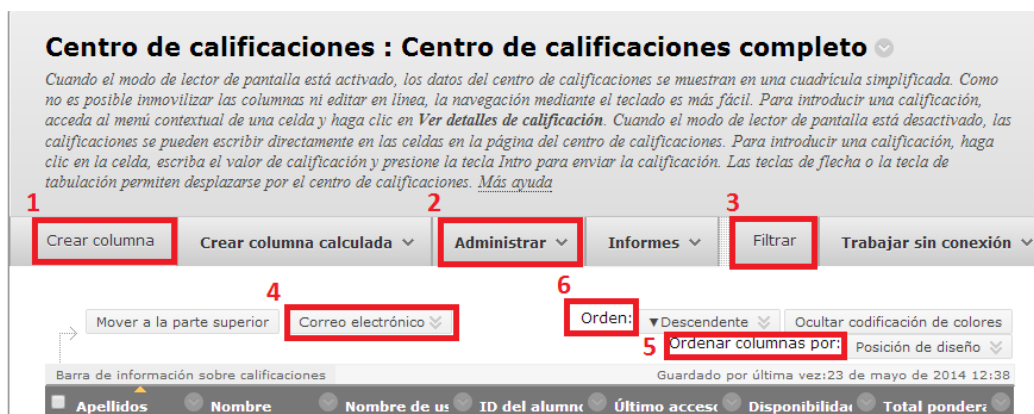 Centro de calificaciones : Centro de calificaciones completo
Cuando el modo de lector de pantalla está activado, los datos del centro de calificaciones se muestran en una cuadrícula simplificada. Como
no es posible inmovilizar las columnas ni editar en línea, la navegación mediante el teclado es más fácil. Para introducir una calificación,
acceda al menú contextual de una celda y haga clic en Ver detalles de calificación. Cuando el modo de lector de pantalla está desactivado, las
calificaciones se pueden escribir directamente en las celdas en la página del centro de calificaciones. Para introducir una calificación, haga
clic en la celda, escriba el valor de calificación y presione la tecla Intro para enviar la calificación. Las teclas de flecha o la tecla de
tabulación permiten desplazarse por el centro de calificaciones. Más ayuda
1 2 3
Crear columna Crear columna calculada Administrar Informes Filtrar Trabajar sin conexión
4 6
Mover a la parte superior Correo electrónico Orden: ▼Descendente Ocultar codificación de colores
5 Ordenar columnas por: Posición de diseño
Barra de información sobre calificaciones Guardado por última vez:23 de mayo de 2014 12:38
Apellidos Nombre Nombre de us ID del alumn Último acces Disponibilida Total ponder